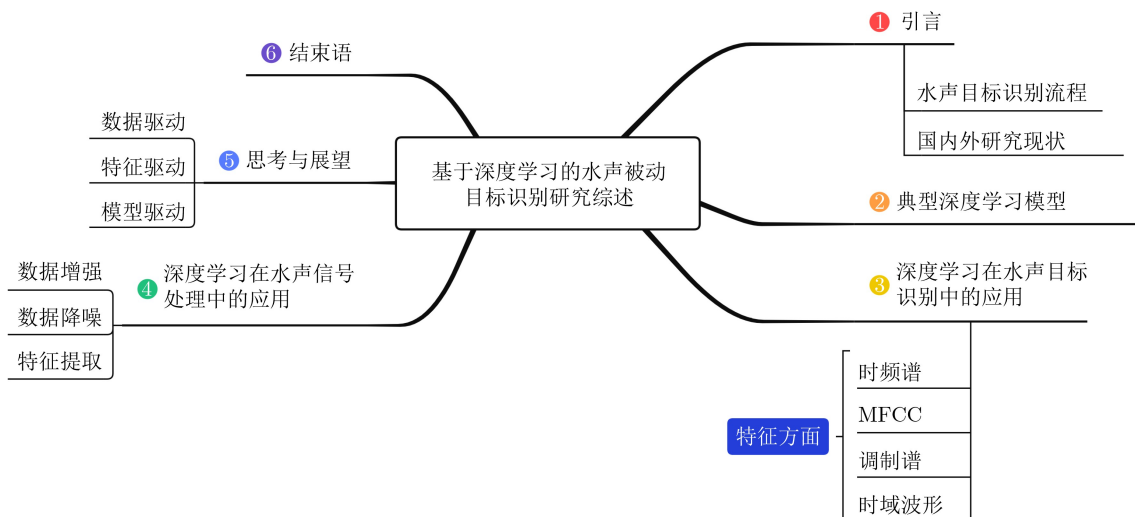 基于深度学习的水声被动
目标识别研究综述
1 引言
水声目标识别流程
国内外研究现状
2 典型深度学习模型
3 深度学习在水声目标
识别中的应用
特征方面
时频谱
MFCC
调制谱
时域波形
4 深度学习在水声信号
处理中的应用
数据增强
数据降噪
特征提取
5 思考与展望
数据驱动
特征驱动
模型驱动
6 结束语